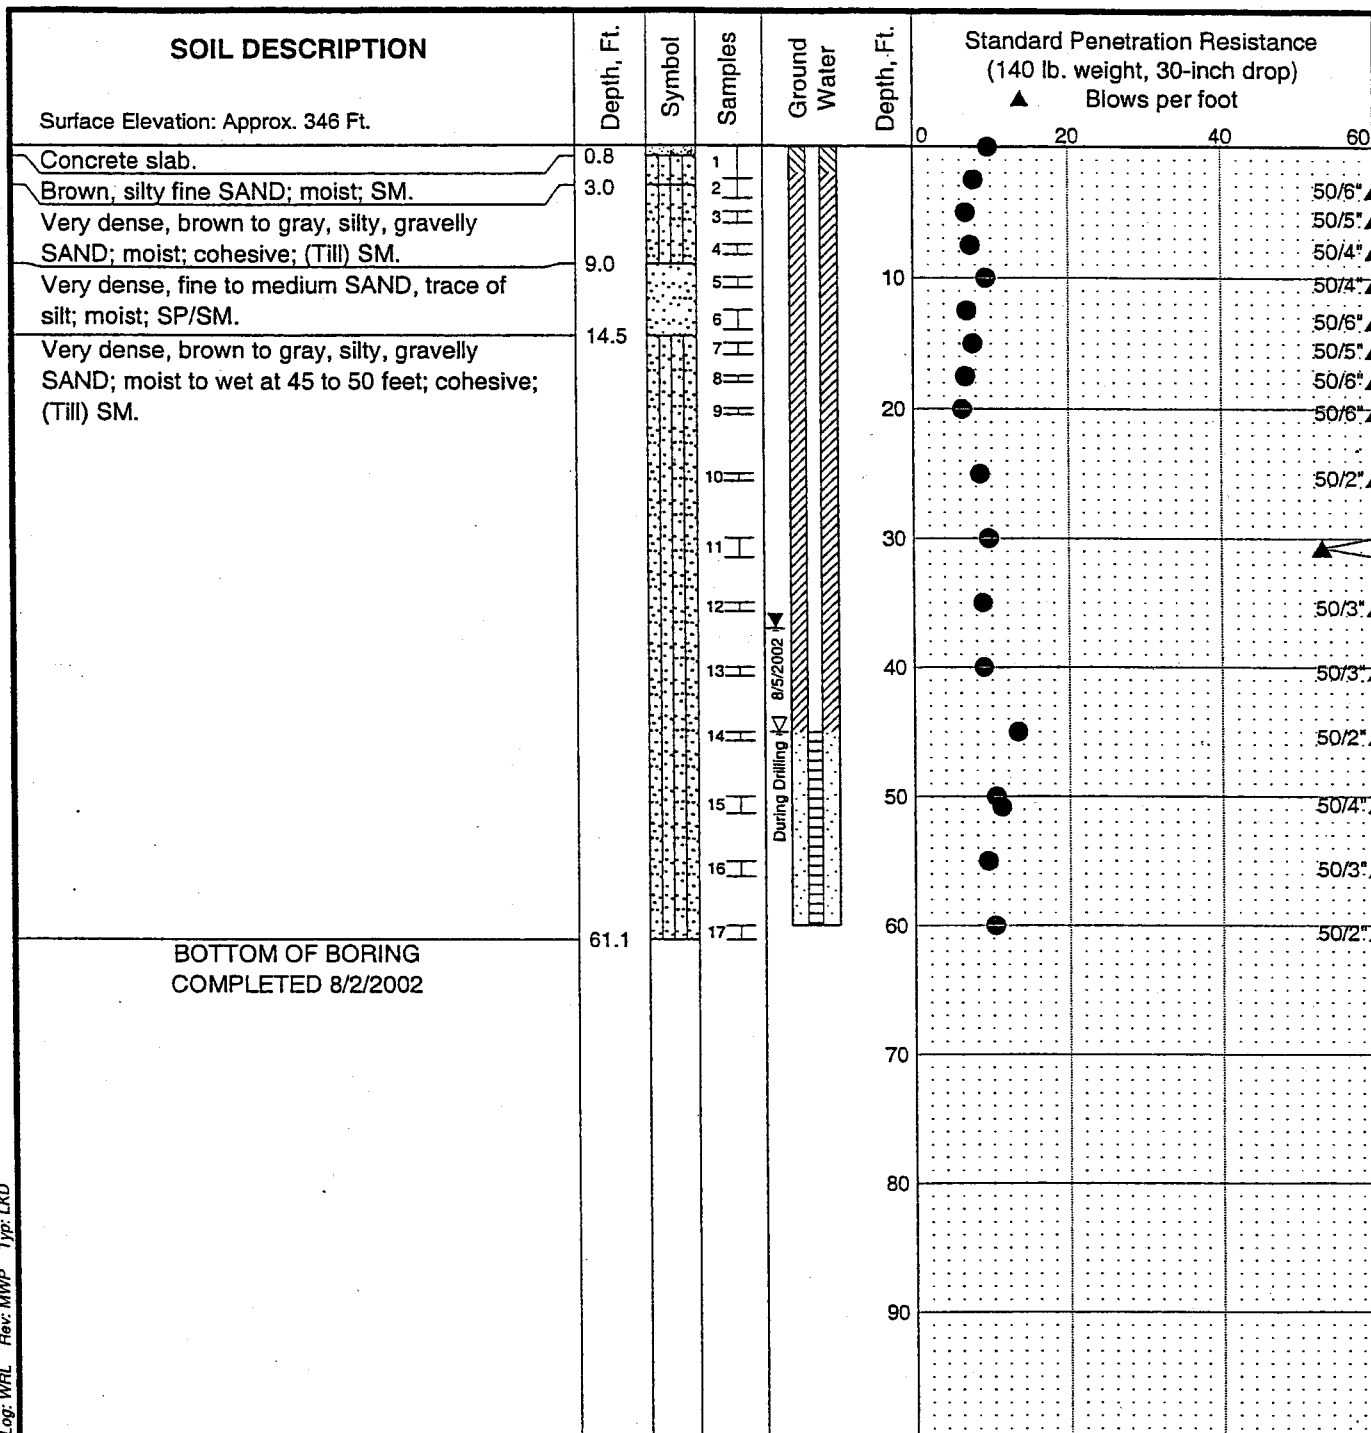 SOIL DESCRIPTION
Surface Elevation: Approx. 346 Ft.
Depth, Ft.
Symbol
Samples
Ground
Water
Depth, Ft.
Standard Penetration Resistance
(140 lb. weight, 30-inch drop)
▲ Blows per foot
0 20 40 60
Concrete slab.
0.8
Brown, silty fine SAND; moist; SM.
3.0
Very dense, brown to gray, silty, gravelly
SAND; moist; cohesive; (Till) SM.
9.0
Very dense, fine to medium SAND, trace of
silt; moist; SP/SM.
14.5
Very dense, brown to gray, silty, gravelly
SAND; moist to wet at 45 to 50 feet; cohesive;
(Till) SM.
61.1
BOTTOM OF BORING
COMPLETED 8/2/2002
1
2
3
4
5
6
7
8
9
10
11
12
13
14
15
16
17
8/5/2002
During Drilling
10
20
30
40
50
60
70
80
90
50/6"
50/5"
50/4"
50/4"
50/6"
50/5"
50/6"
50/6"
50/2"
50/3"
50/3"
50/2"
50/4"
50/3"
50/2"
Log: WRL Rev: MWP Typ: LKD